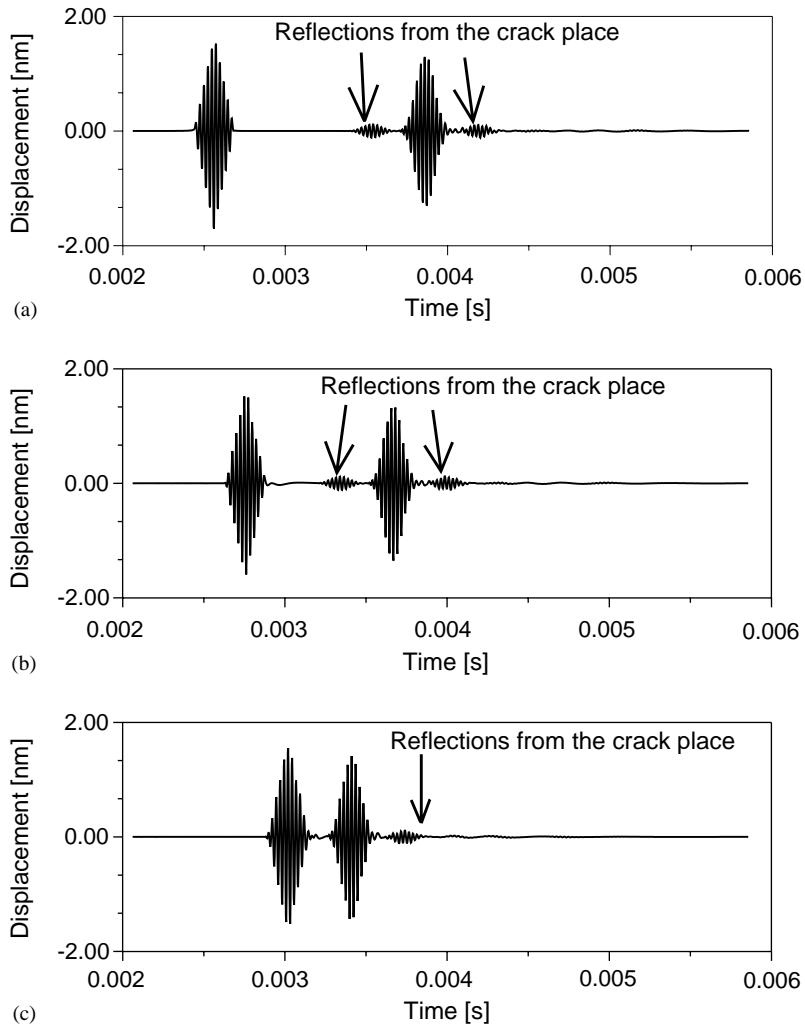 2.00
Reflections from the crack place
0.00
-2.00
Displacement [nm]
0.002 0.003 0.004 0.005 0.006
Time [s]
(a)
2.00
Reflections from the crack place
0.00
-2.00
Displacement [nm]
0.002 0.003 0.004 0.005 0.006
Time [s]
(b)
2.00
Reflections from the crack place
0.00
-2.00
Displacement [nm]
0.002 0.003 0.004 0.005 0.006
Time [s]
(c)